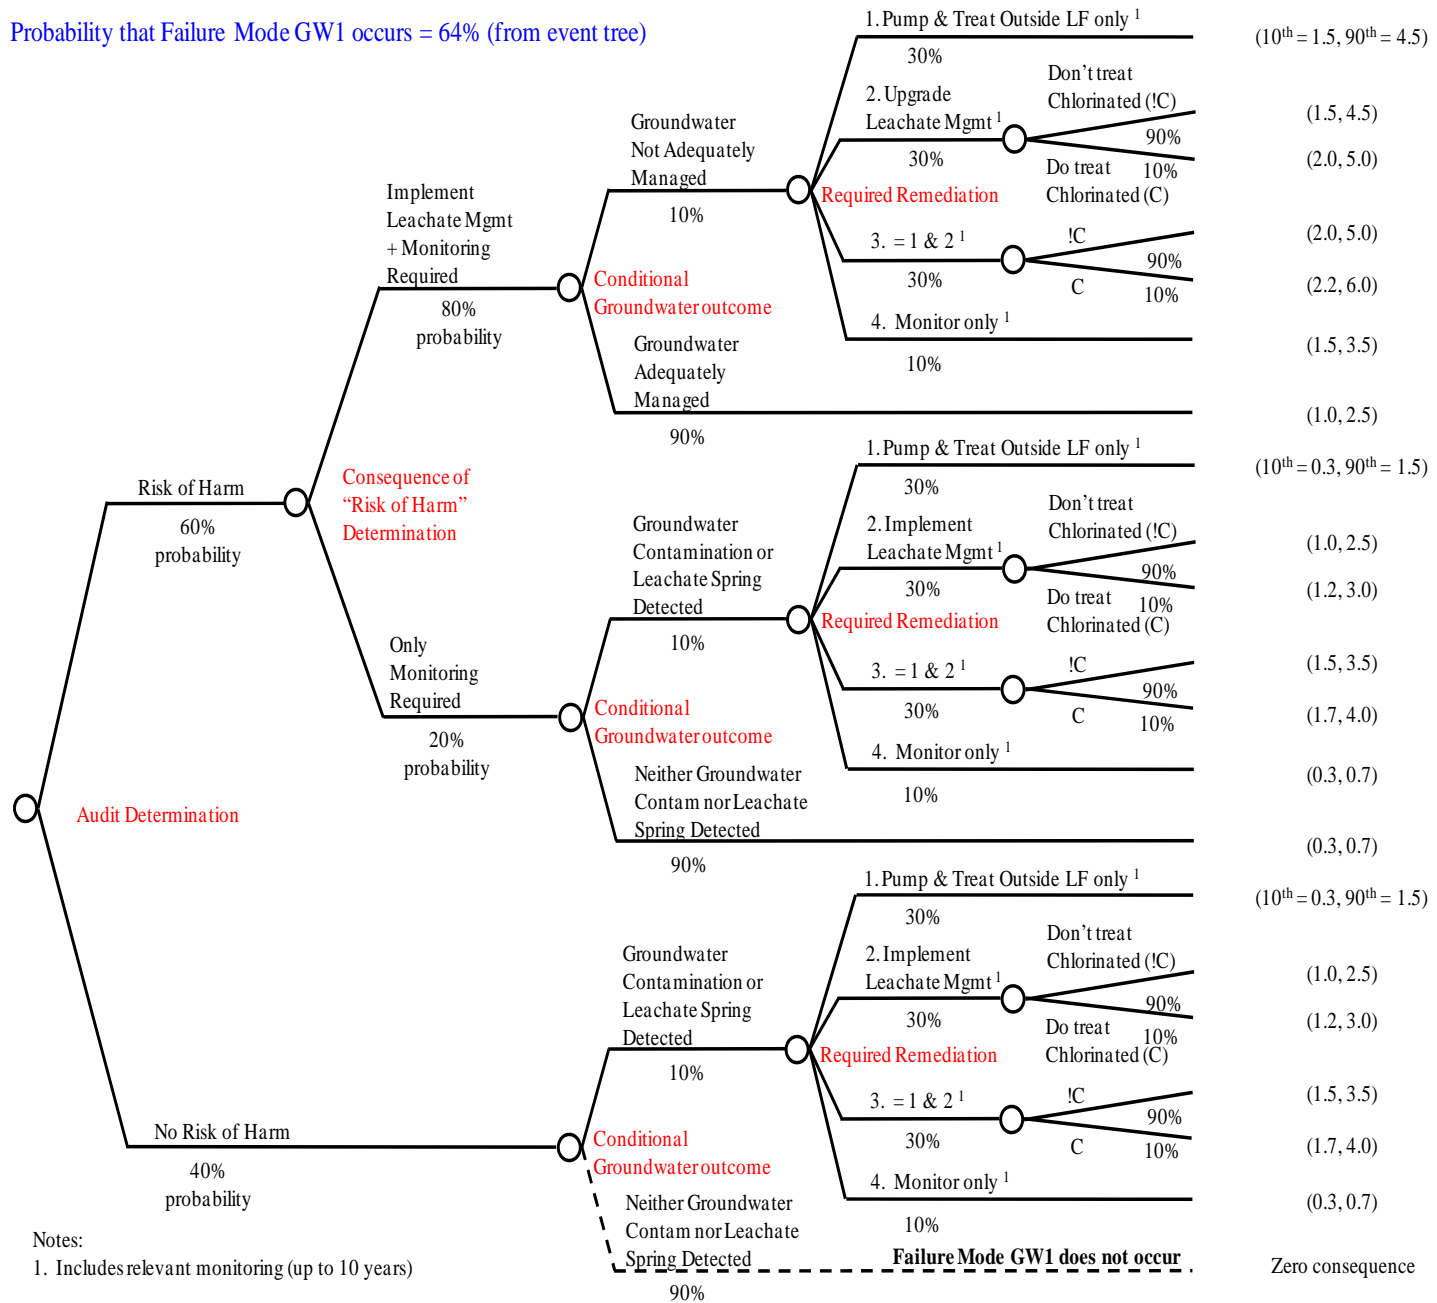 Probability that Failure Mode GW1 occurs = 64% (from event tree)
1. Pump & Treat Outside LF only 1
30%
(10th = 1.5, 90th = 4.5)
2. Upgrade
Leachate Mgmt 1
30%
Don't treat
Chlorinated (!C)
90%
(1.5, 4.5)
10%
Do treat
Chlorinated (C)
(2.0, 5.0)
Groundwater
Not Adequately
Managed
10%
Required Remediation
3. = 1 & 2 1
30%
!C
90%
(2.0, 5.0)
C
10%
(2.2, 6.0)
4. Monitor only 1
10%
(1.5, 3.5)
Implement
Leachate Mgmt
+ Monitoring
Required
80%
probability
Conditional
Groundwater outcome
Groundwater
Adequately
Managed
90%
(1.0, 2.5)
Risk of Harm
60%
probability
Consequence of
“Risk of Harm”
Determination
1. Pump & Treat Outside LF only 1
30%
(10th = 0.3, 90th = 1.5)
2. Implement
Leachate Mgmt 1
30%
Don't treat
Chlorinated (!C)
90%
(1.0, 2.5)
10%
Do treat
Chlorinated (C)
(1.2, 3.0)
Groundwater
Contamination or
Leachate Spring
Detected
10%
Required Remediation
3. = 1 & 2 1
30%
!C
90%
(1.5, 3.5)
C
10%
(1.7, 4.0)
4. Monitor only 1
10%
(0.3, 0.7)
Only
Monitoring
Required
20%
probability
Conditional
Groundwater outcome
Neither Groundwater
Contam nor Leachate
Spring Detected
90%
(0.3, 0.7)
Audit Determination
1. Pump & Treat Outside LF only 1
30%
(10th = 0.3, 90th = 1.5)
2. Implement
Leachate Mgmt 1
30%
Don't treat
Chlorinated (!C)
90%
(1.0, 2.5)
10%
Do treat
Chlorinated (C)
(1.2, 3.0)
Groundwater
Contamination or
Leachate Spring
Detected
10%
Required Remediation
3. = 1 & 2 1
30%
!C
90%
(1.5, 3.5)
C
10%
(1.7, 4.0)
4. Monitor only 1
10%
(0.3, 0.7)
No Risk of Harm
40%
probability
Conditional
Groundwater outcome
Neither Groundwater
Contam nor Leachate
Spring Detected
90%
Failure Mode GW1 does not occur
Zero consequence
Notes:
1. Includes relevant monitoring (up to 10 years)